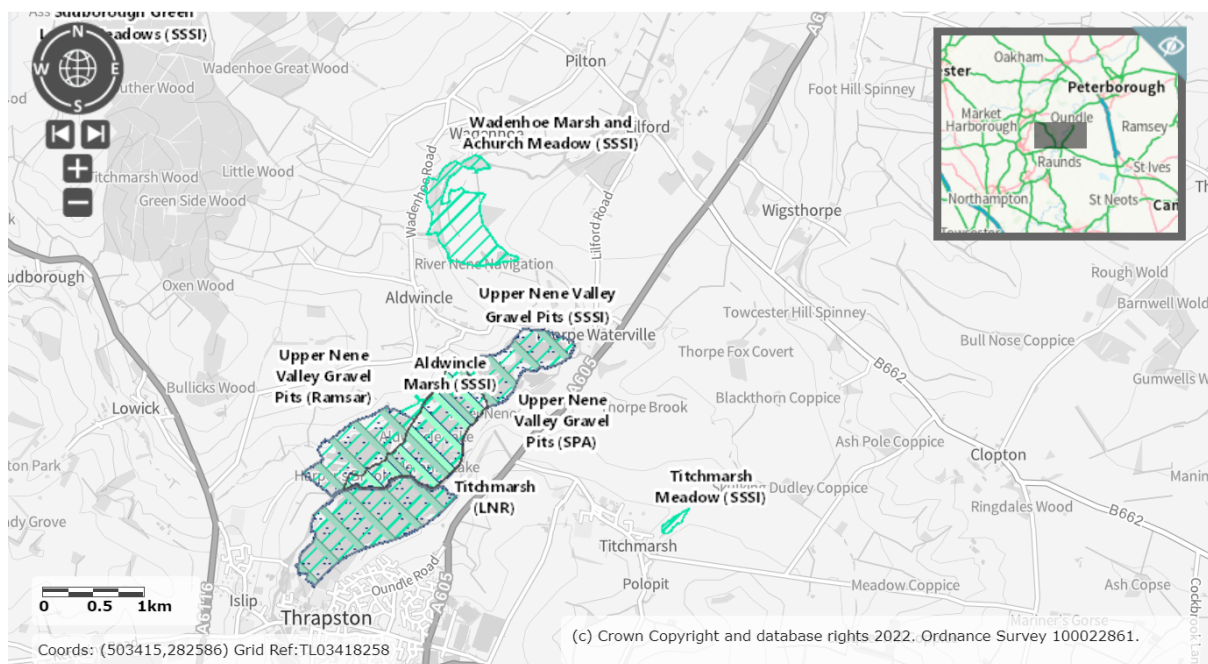 Sudborough Green
Meadows (SSSI)
N
W
E
S
Wadenhoe Great Wood
Pilton
Foot Hill Spinney
Lilford
Wadenhoe
Wadenhoe Marsh and
Achurch Meadow (SSSI)
Little Wood
Titchmarsh Wood
Green Side Wood
Wadenhoe Road
Lilford Road
Wigsthorpe
A605
River Nene Navigation
Oxen Wood
Aldwincle
Upper Nene Valley
Gravel Pits (SSSI)
Towcester Hill Spinney
Rough Wold
Barnwell Wold
Thorpe Waterville
Bull Nose Coppice
Thorpe Fox Covert
B662
Upper Nene
Valley Gravel
Pits (Ramsar)
Aldwincle
Marsh (SSSI)
A605
Bullicks Wood
Lowick
Upper Nene
Valley Gravel
Pits (SPA)
Thorpe Brook
Blackthorn Coppice
Gumwells
Ash Pole Coppice
Clopton
Titchmarsh
(LNR)
Titchmarsh
Meadow (SSSI)
Dudley Coppice
Ringdales Wood
B662
Titchmarsh
Polopit
Meadow Coppice
Ash Copse
Oundle Road
A605
A6116
Islip
Thrapston
Mariner's Gorse
0 0.5 1km
Coords: (503415,282586) Grid Ref:TL03418258
(c) Crown Copyright and database rights 2022. Ordnance Survey 100022861.
Oakham
Peterborough
Market
Harborough
Oundle
Ramsey
Raunds
St Ives
Northampton
St Neots